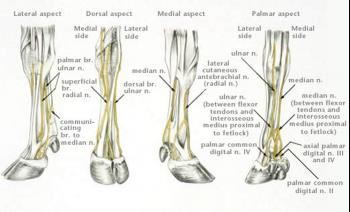 Lateral aspect
Dorsal aspect
Medial aspect
Palmar aspect
Medial
side
Lateral
side
Lateral
side
Medial
side
palmar br.
ulnar n.
superficial
br.
radial n.
communi-
cating
br. to
median n.
median n.
dorsal br.
ulnar n.
lateral
cutaneous
antebrachial n.
(radial n.)
ulnar n.
(between flexor
tendons and
interosseous
medius proximal
to fetlock)
palmar common
digital n. IV
ulnar n.
median n.
median n.
(between flexor
tendons and
interosseous
medius proximal
to fetlock)
axial palmar
digital n. III
and IV
palmar common
digital n. II